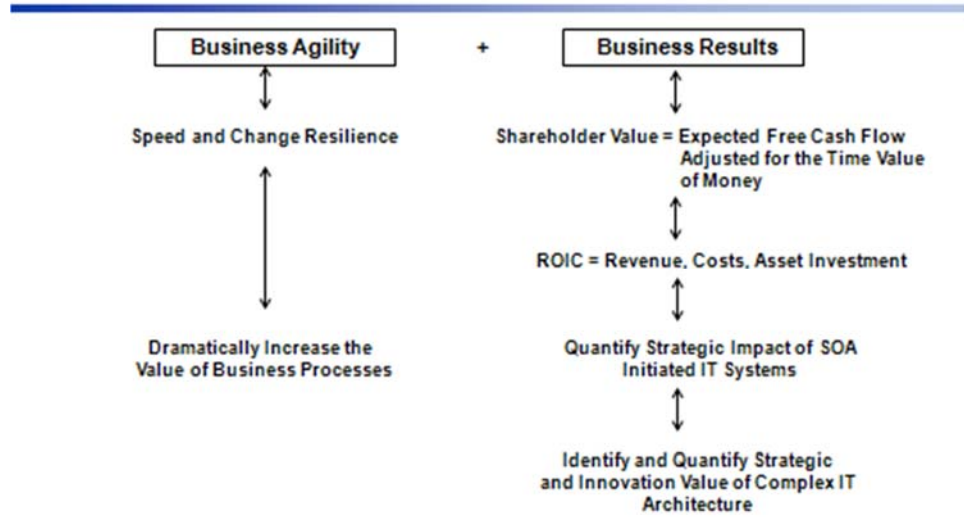 Business Agility + Business Results
Speed and Change Resilience
Shareholder Value = Expected Free Cash Flow
Adjusted for the Time Value
of Money
ROIC = Revenue, Costs, Asset Investment
Dramatically Increase the
Value of Business Processes
Quantify Strategic Impact of SOA
Initiated IT Systems
Identify and Quantify Strategic
and Innovation Value of Complex IT
Architecture